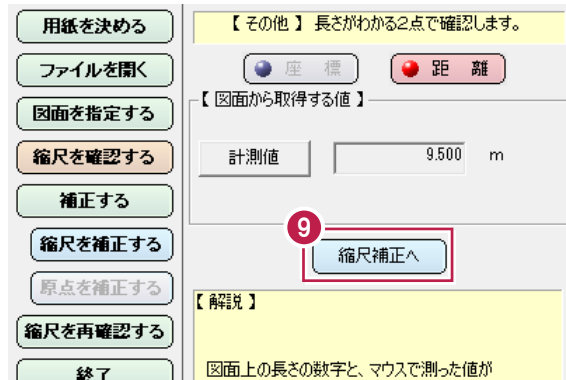 用紙を決める
ファイルを開く
図面を指定する
縮尺を確認する
補正する
縮尺を補正する
原点を補正する
縮尺を再確認する
終了
【 その他 】 長さがわかる2点で確認します。
座 標
距 離
【 図面から取得する値 】
計測値 9.500 m
9
縮尺補正へ
【 解説 】
図面上の長さの数字と、マウスで測った値が